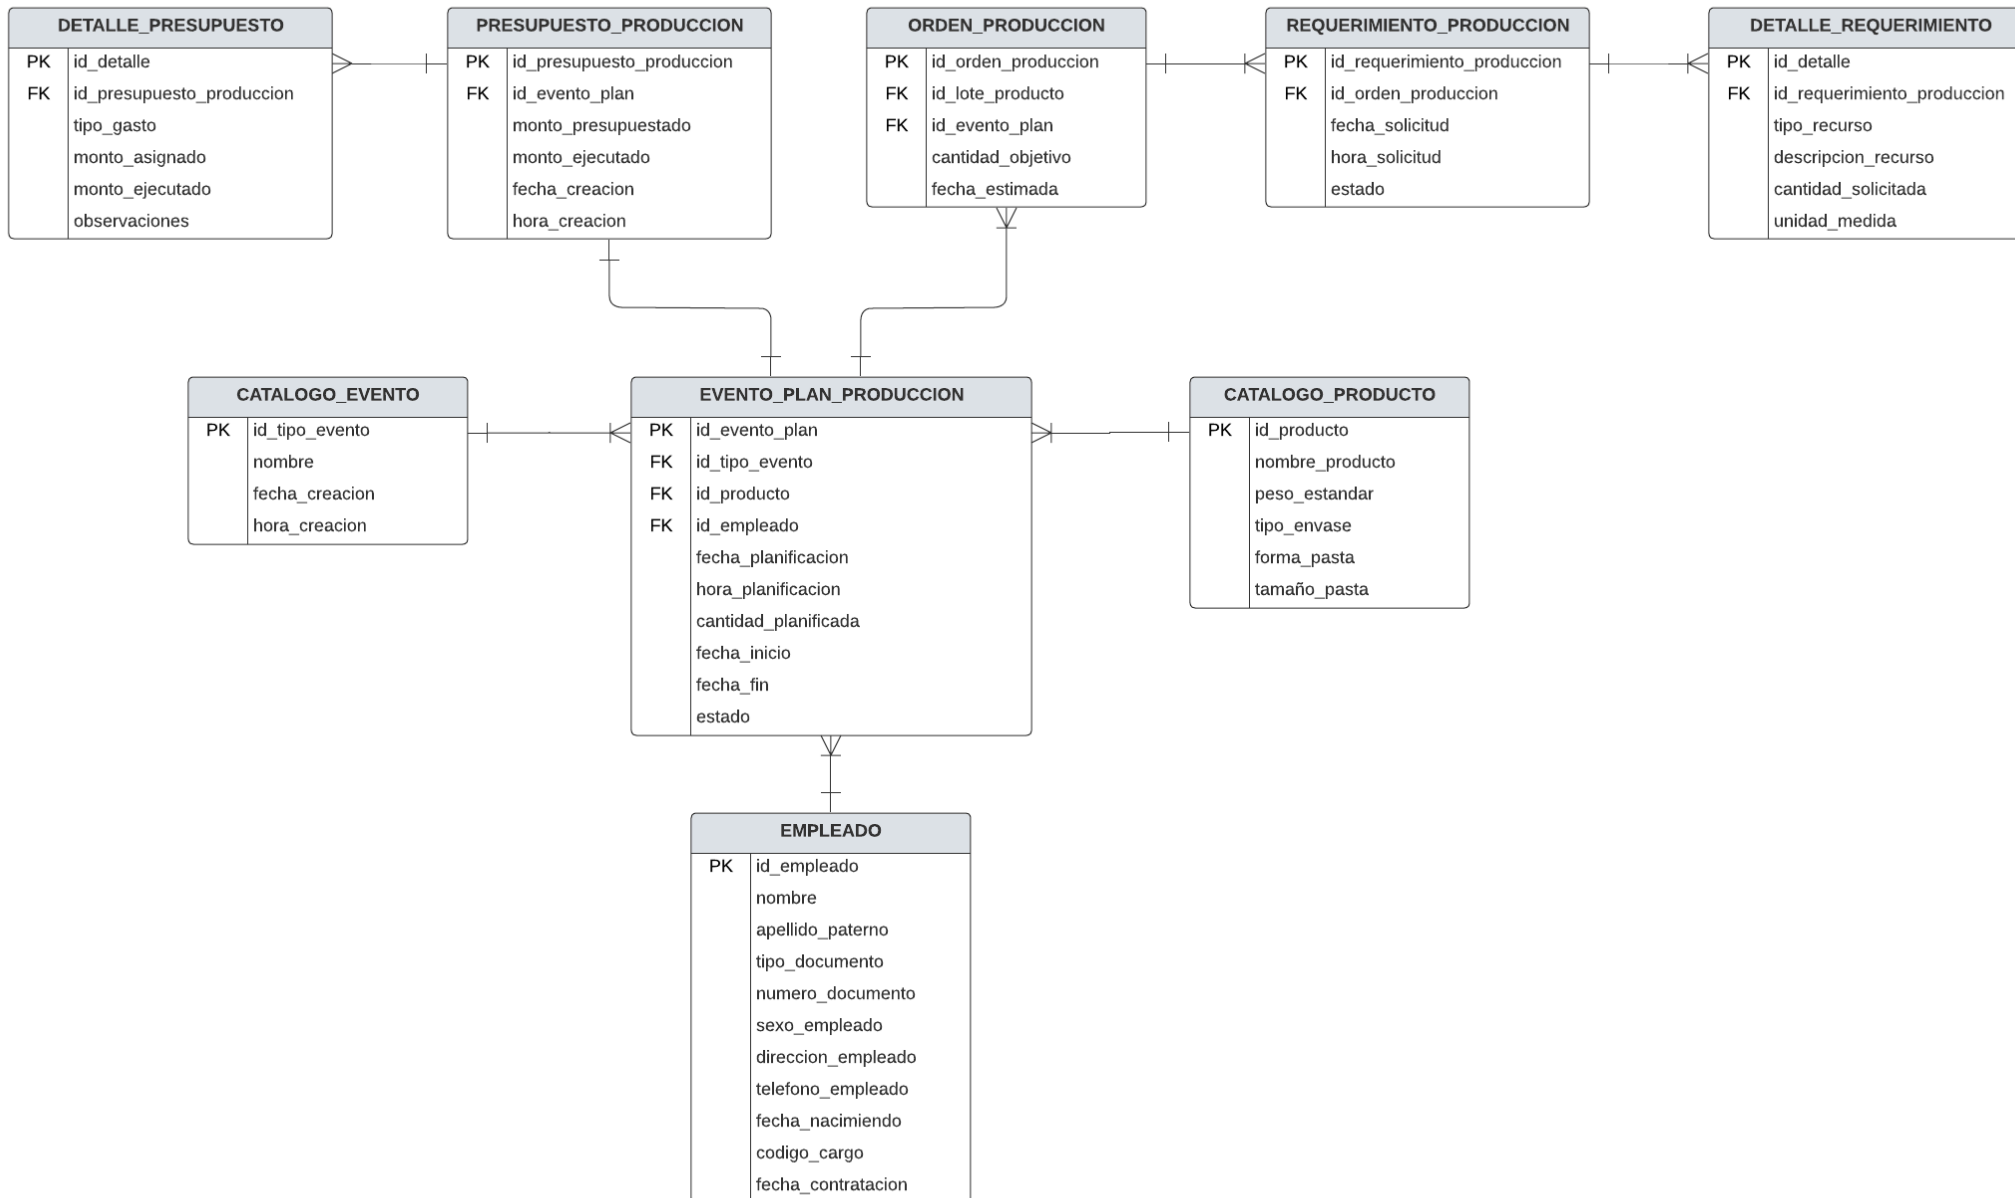 DETALLE_PRESUPUESTO
PK id_detalle
FK id_presupuesto_produccion
tipo_gasto
monto_asignado
monto_ejecutado
observaciones
PRESUPUESTO_PRODUCCION
PK id_presupuesto_produccion
FK id_evento_plan
monto_presupuestado
monto_ejecutado
fecha_creacion
hora_creacion
ORDEN_PRODUCCION
PK id_orden_produccion
FK id_lote_producto
FK id_evento_plan
cantidad_objetivo
fecha_estimada
REQUERIMIENTO_PRODUCCION
PK id_requerimiento_produccion
FK id_orden_produccion
fecha_solicitud
hora_solicitud
estado
DETALLE_REQUERIMIENTO
PK id_detalle
FK id_requerimiento_produccion
tipo_recurso
descripcion_recurso
cantidad_solicitada
unidad_medida
CATALOGO_EVENTO
PK id_tipo_evento
nombre
fecha_creacion
hora_creacion
EVENTO_PLAN_PRODUCCION
PK id_evento_plan
FK id_tipo_evento
FK id_producto
FK id_empleado
fecha_planificacion
hora_planificacion
cantidad_planificada
fecha_inicio
fecha_fin
estado
CATALOGO_PRODUCTO
PK id_producto
nombre_producto
peso_estandar
tipo_envase
forma_pasta
tamaño_pasta
EMPLEADO
PK id_empleado
nombre
apellido_paterno
tipo_documento
numero_documento
sexo_empleado
direccion_empleado
telefono_empleado
fecha_nacimiendo
codigo_cargo
fecha_contratacion